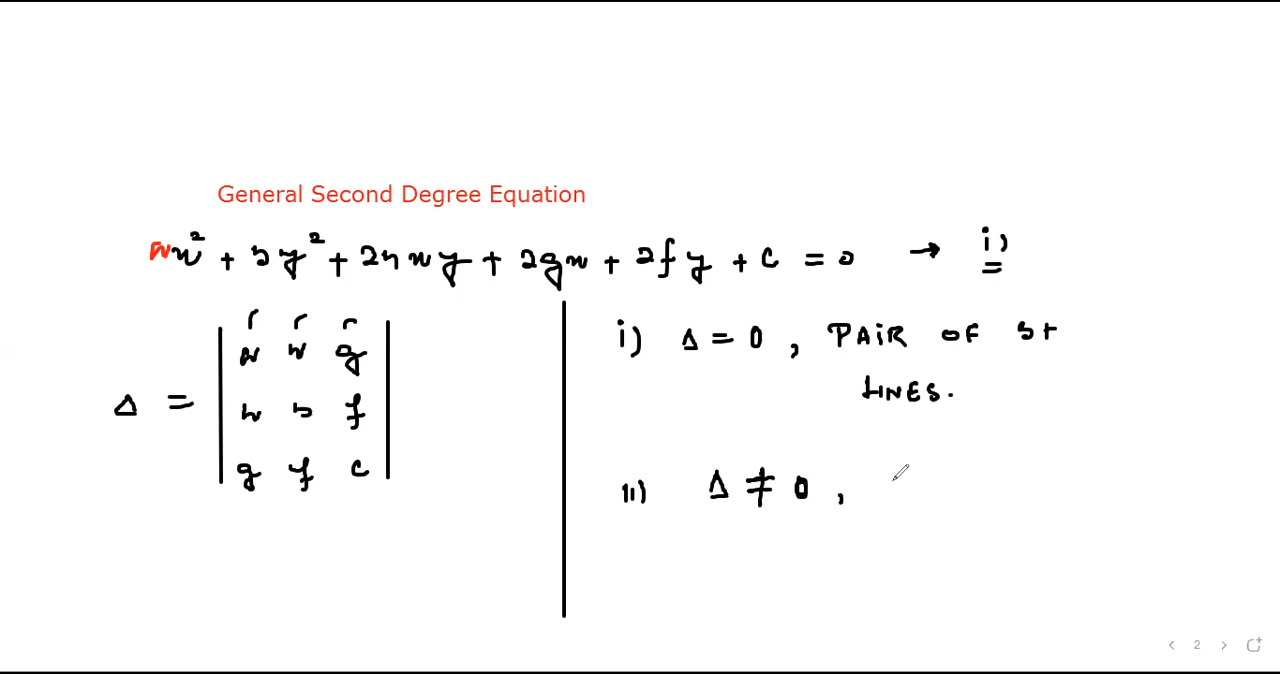 General Second Degree Equation
ax² + by² + 2hxy + 2gx + 2fy + c = 0 → i)
i) Δ = 0, PAIR OF St
LINES.
Δ =
a h g
h b f
g f c
ii) Δ ≠ 0,
2